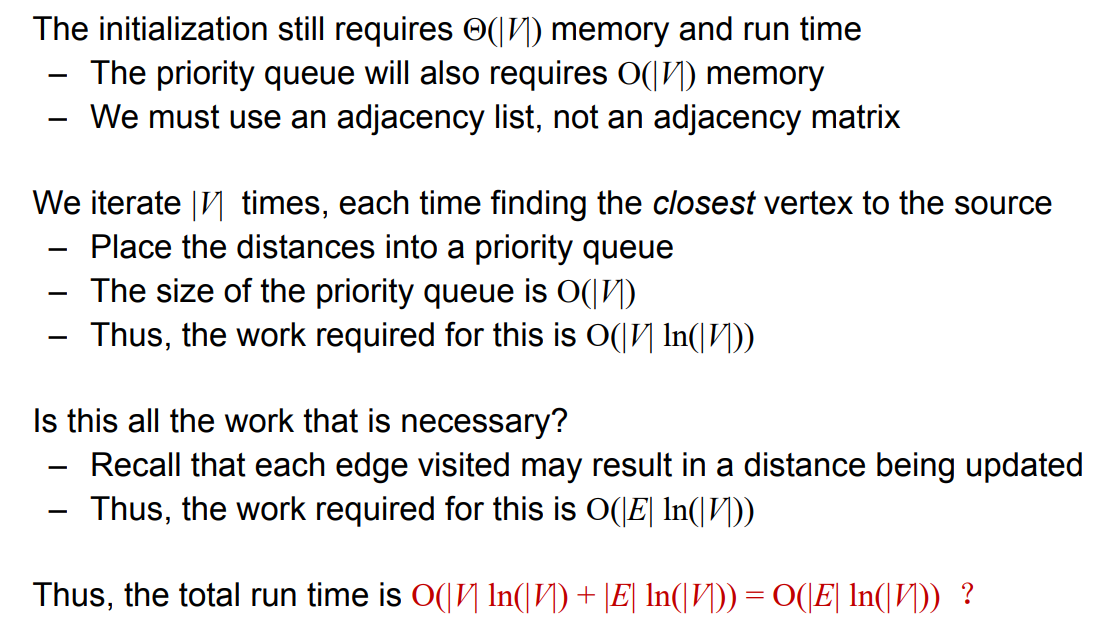 The initialization still requires Θ(|V|) memory and run time
– The priority queue will also requires O(|V|) memory
– We must use an adjacency list, not an adjacency matrix
We iterate |V| times, each time finding the closest vertex to the source
– Place the distances into a priority queue
– The size of the priority queue is O(|V|)
– Thus, the work required for this is O(|V| ln(|V|))
Is this all the work that is necessary?
– Recall that each edge visited may result in a distance being updated
– Thus, the work required for this is O(|E| ln(|V|))
Thus, the total run time is O(|V| ln(|V|) + |E| ln(|V|)) = O(|E| ln(|V|)) ?